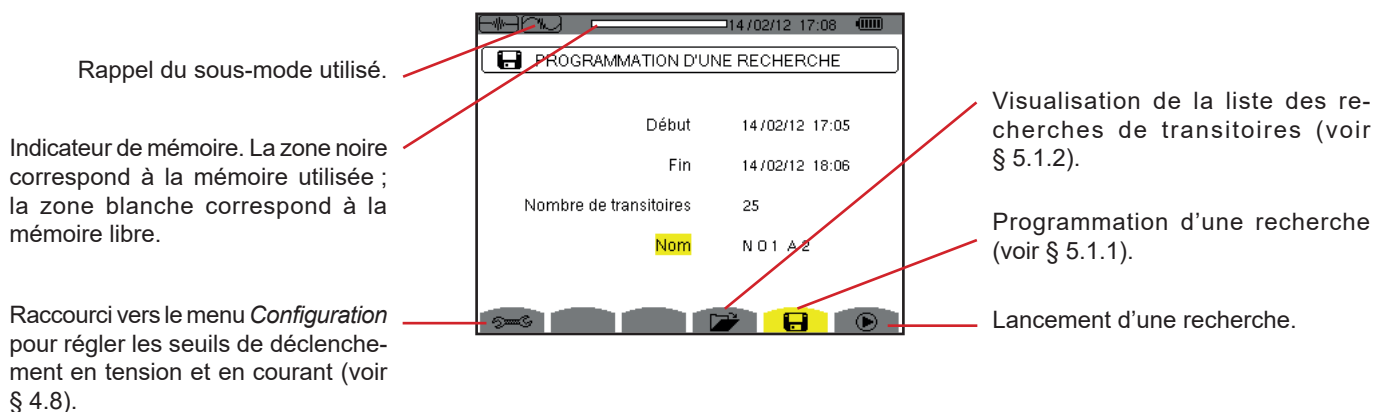 14/02/12 17:08
PROGRAMMATION D'UNE RECHERCHE
Début 14/02/12 17:05
Fin 14/02/12 18:06
Nombre de transitoires 25
Nom N O 1 A 2
Rappel du sous-mode utilisé.
Indicateur de mémoire. La zone noire
correspond à la mémoire utilisée ;
la zone blanche correspond à la
mémoire libre.
Raccourci vers le menu Configuration
pour régler les seuils de déclenche-
ment en tension et en courant (voir
§ 4.8).
Visualisation de la liste des re-
cherches de transitoires (voir
§ 5.1.2).
Programmation d’une recherche
(voir § 5.1.1).
Lancement d’une recherche.